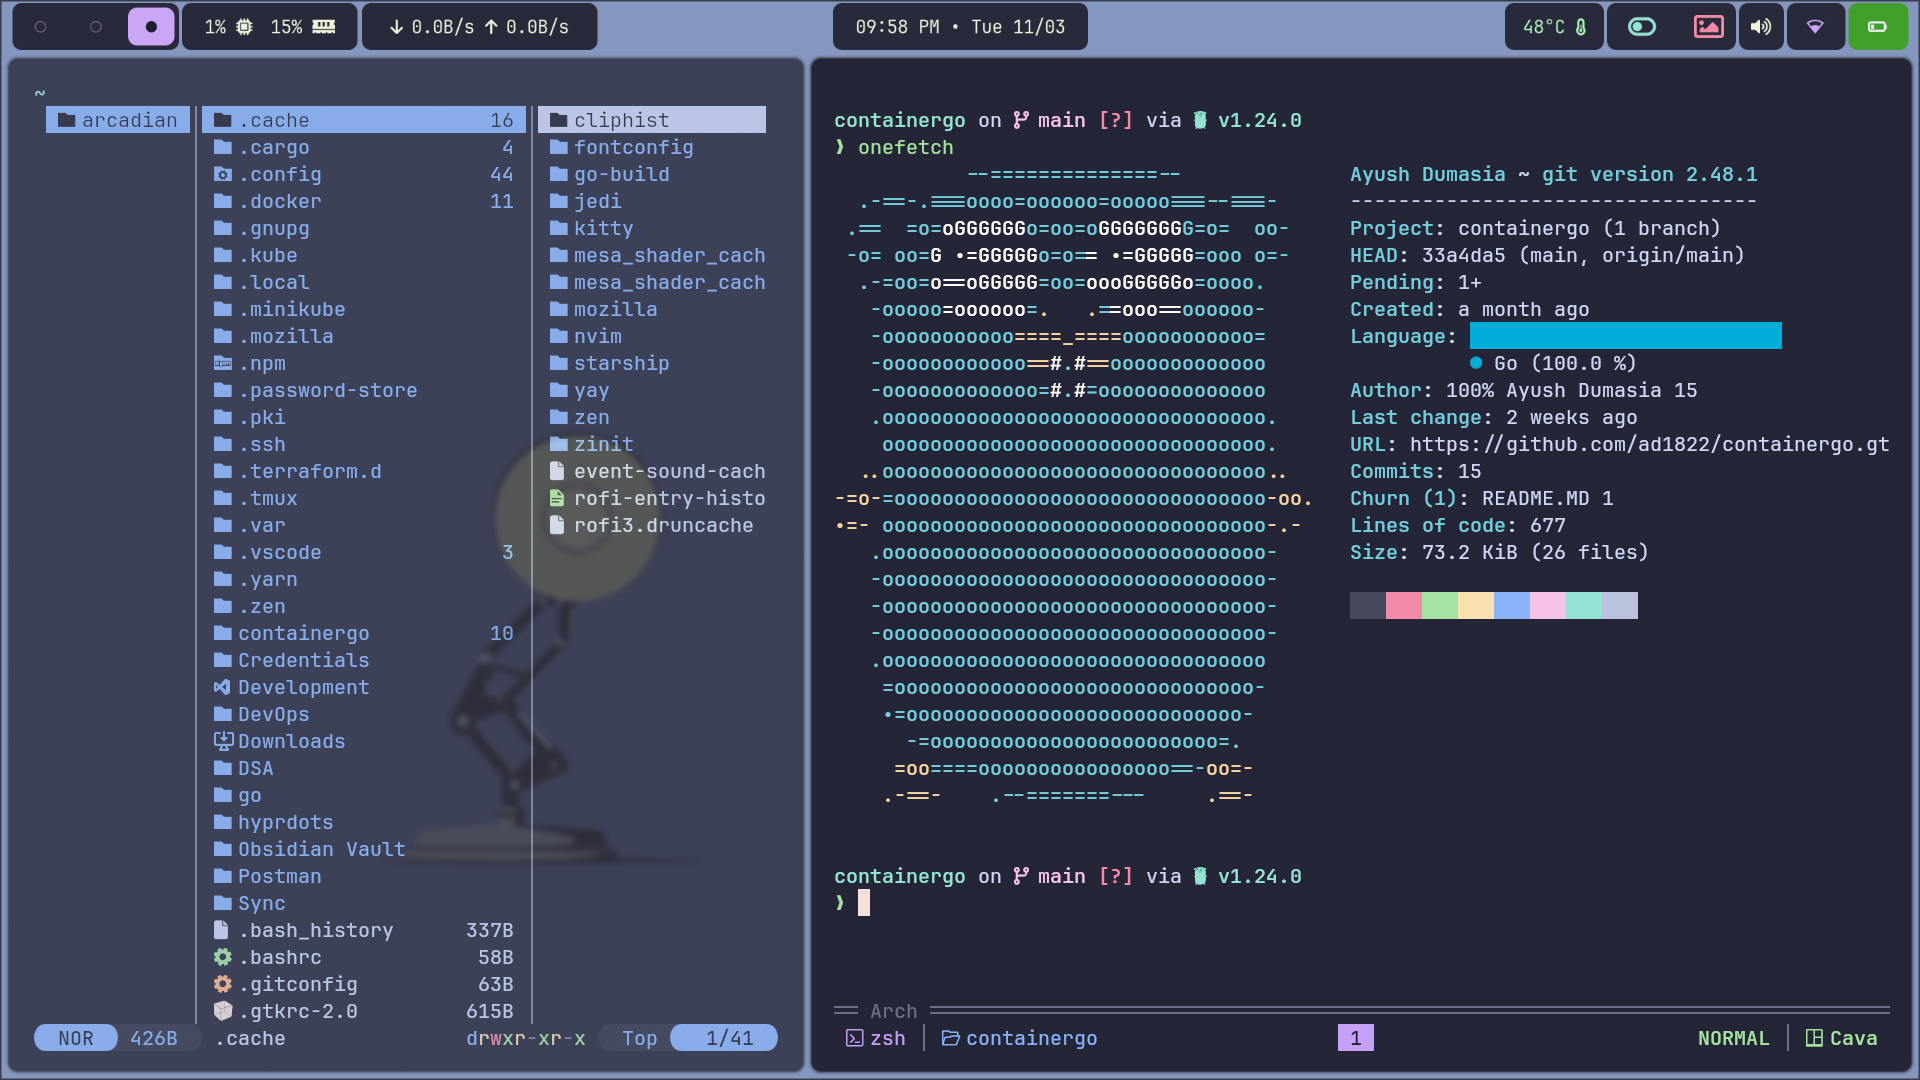 1% 15% ↓ 0.0B/s ↑ 0.0B/s 09:58 PM • Tue 11/03 48°C
~
arcadian
.cache 16
.cargo 4
.config 44
.docker 11
.gnupg
.kube
.local
.minikube
.mozilla
.npm
.password-store
.pki
.ssh
.terraform.d
.tmux
.var
.vscode 3
.yarn
.zen
containergo 10
Credentials
Development
DevOps
Downloads
DSA
go
hyprdots
Obsidian Vault
Postman
Sync
.bash_history 337B
.bashrc 58B
.gitconfig 63B
.gtkrc-2.0 615B
cliphist
fontconfig
go-build
jedi
kitty
mesa_shader_cach
mesa_shader_cach
mozilla
nvim
starship
yay
zen
zinit
event-sound-cach
rofi-entry-histo
rofi3.druncache
NOR 426B .cache drwxr-xr-x Top 1/41
containergo on main [?] via v1.24.0
❯ onefetch
Ayush Dumasia ~ git version 2.48.1
----------------------------------
Project: containergo (1 branch)
HEAD: 33a4da5 (main, origin/main)
Pending: 1+
Created: a month ago
Language:
● Go (100.0 %)
Author: 100% Ayush Dumasia 15
Last change: 2 weeks ago
URL: https://github.com/ad1822/containergo.gt
Commits: 15
Churn (1): README.MD 1
Lines of code: 677
Size: 73.2 KiB (26 files)
containergo on main [?] via v1.24.0
❯
Arch
zsh containergo 1 NORMAL Cava